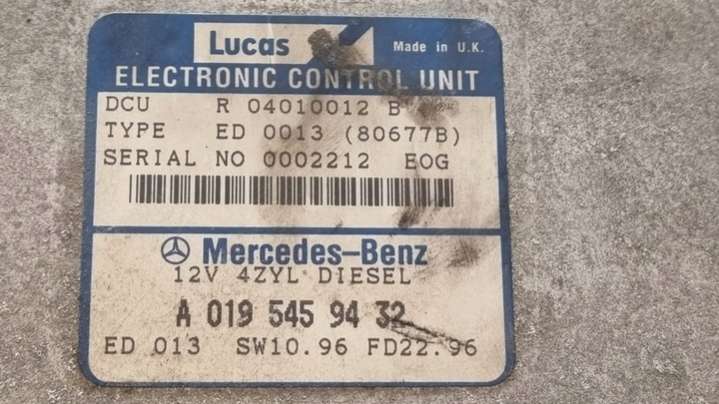 Lucas
Made in U.K.
ELECTRONIC CONTROL UNIT
DCU R 04010012 B
TYPE ED 0013 (80677B)
SERIAL NO 0002212 EOG
Mercedes-Benz
12V 4ZYL DIESEL
A 019 545 94 32
ED 013 SW10.96 FD22.96